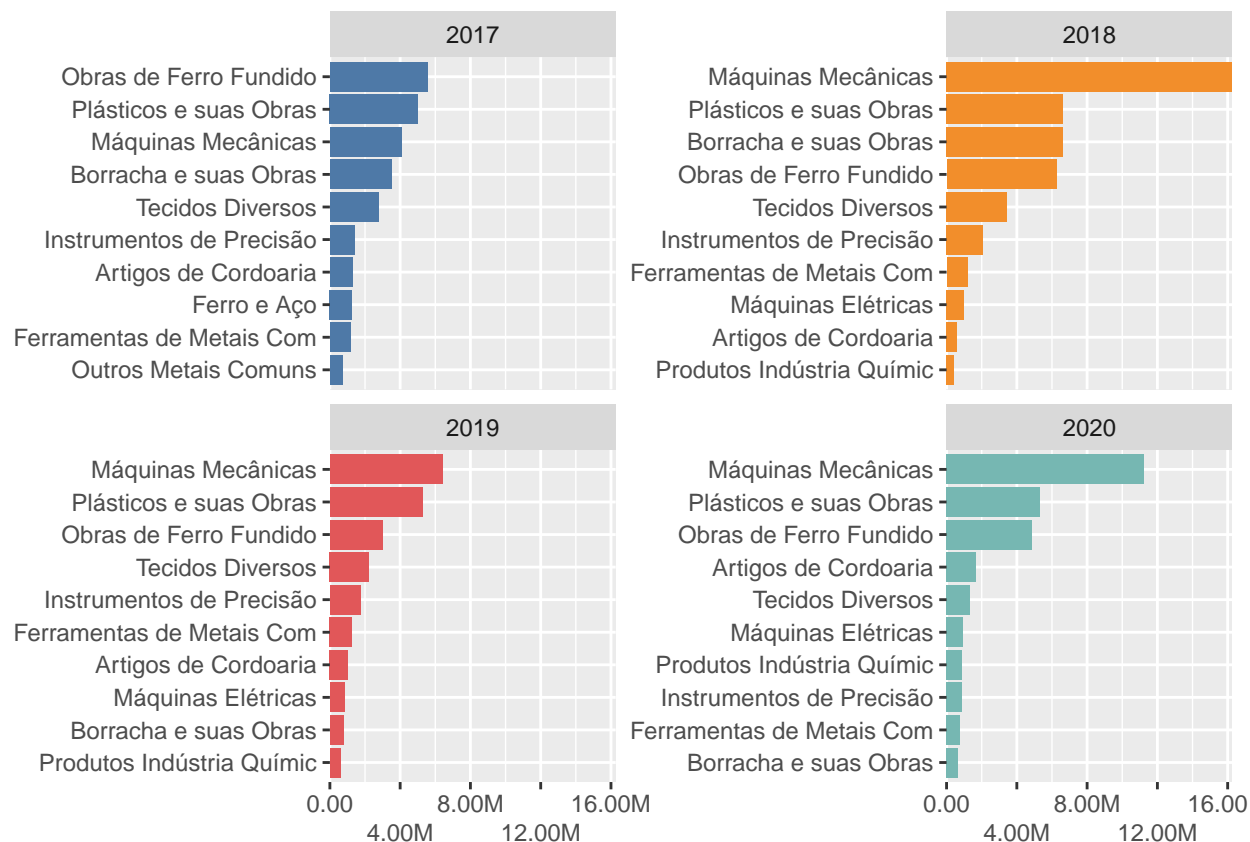 2017
Obras de Ferro Fundido
Plásticos e suas Obras
Máquinas Mecânicas
Borracha e suas Obras
Tecidos Diversos
Instrumentos de Precisão
Artigos de Cordoaria
Ferro e Aço
Ferramentas de Metais Com
Outros Metais Comuns
2018
Máquinas Mecânicas
Plásticos e suas Obras
Borracha e suas Obras
Obras de Ferro Fundido
Tecidos Diversos
Instrumentos de Precisão
Ferramentas de Metais Com
Máquinas Elétricas
Artigos de Cordoaria
Produtos Indústria Químic
2019
Máquinas Mecânicas
Plásticos e suas Obras
Obras de Ferro Fundido
Tecidos Diversos
Instrumentos de Precisão
Ferramentas de Metais Com
Artigos de Cordoaria
Máquinas Elétricas
Borracha e suas Obras
Produtos Indústria Químic
0.00 8.00M 16.00M
4.00M 12.00M
2020
Máquinas Mecânicas
Plásticos e suas Obras
Obras de Ferro Fundido
Artigos de Cordoaria
Tecidos Diversos
Máquinas Elétricas
Produtos Indústria Químic
Instrumentos de Precisão
Ferramentas de Metais Com
Borracha e suas Obras
0.00 8.00M 16.00
4.00M 12.00M